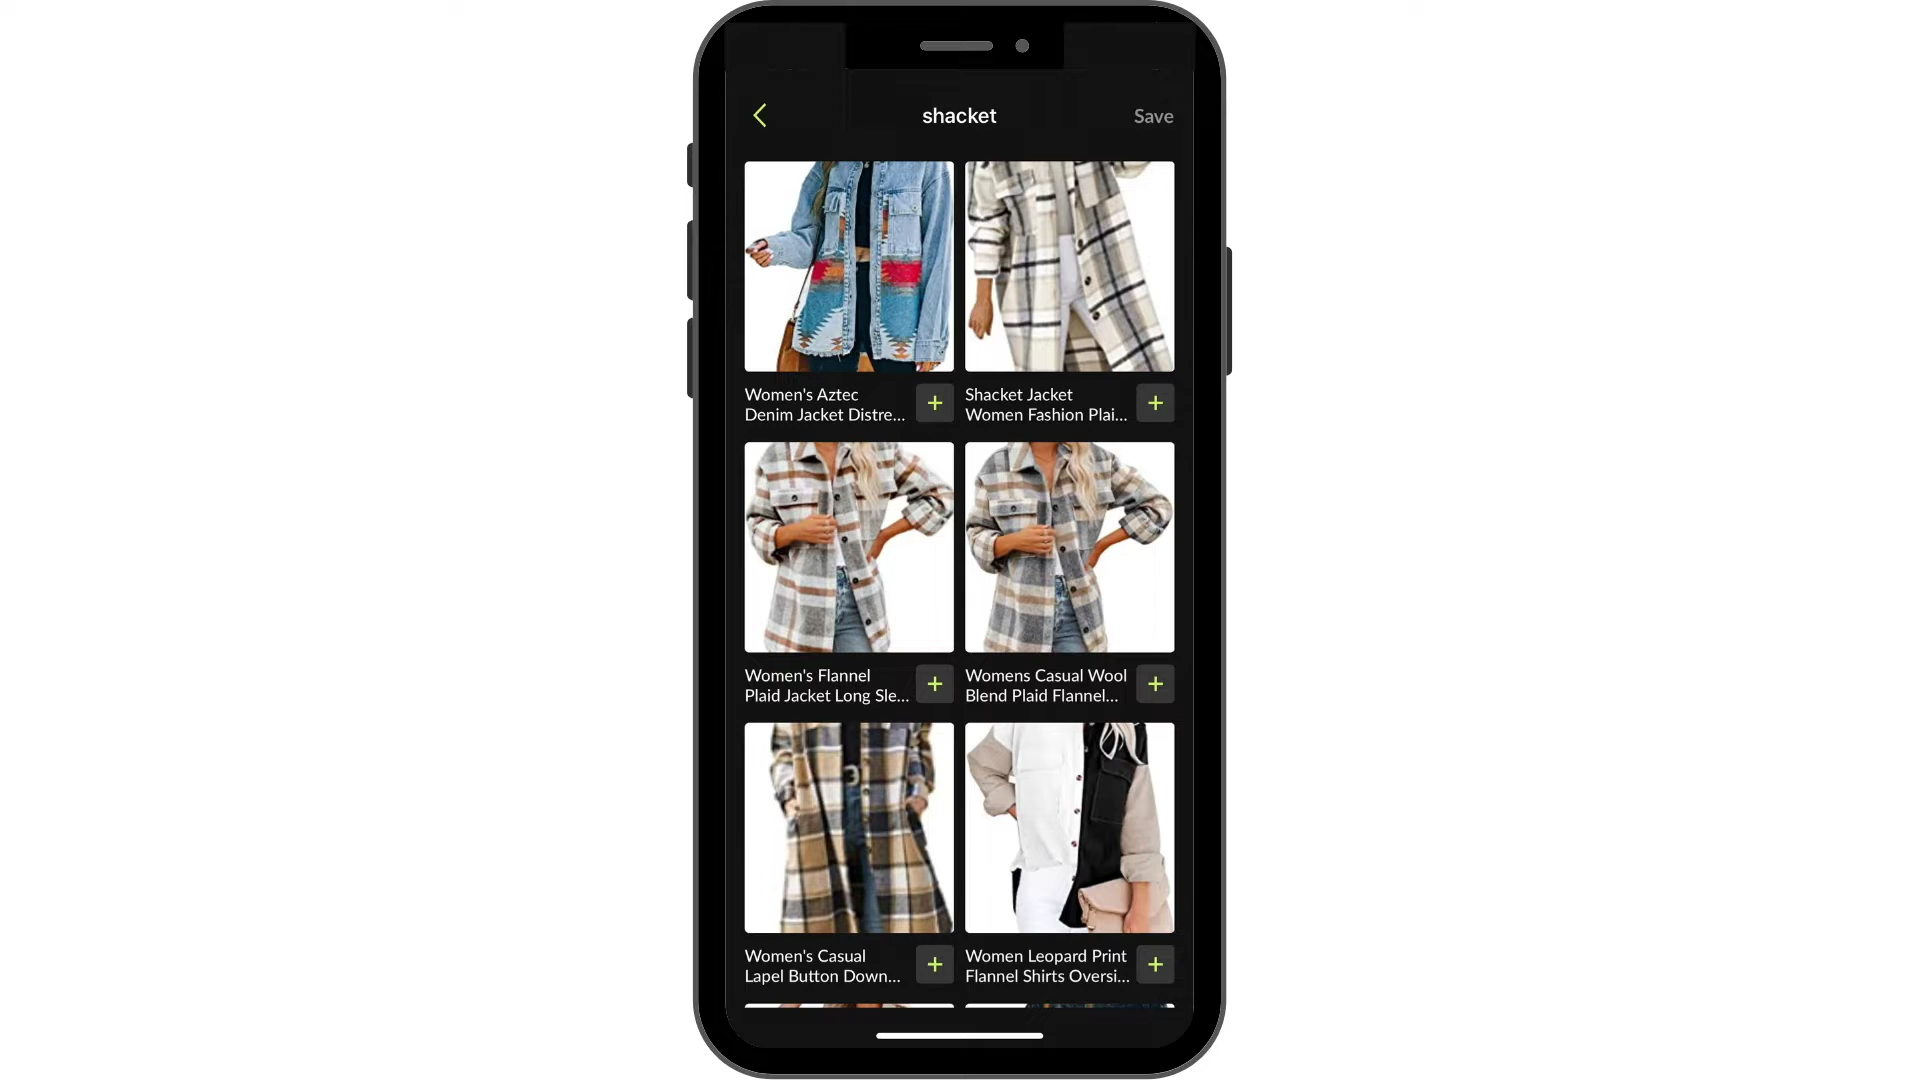 shacket
Save
Women's Aztec
Denim Jacket Distre...
Shacket Jacket
Women Fashion Plai...
Women's Flannel
Plaid Jacket Long Sle...
Womens Casual Wool
Blend Plaid Flannel...
Women's Casual
Lapel Button Down...
Women Leopard Print
Flannel Shirts Oversi...